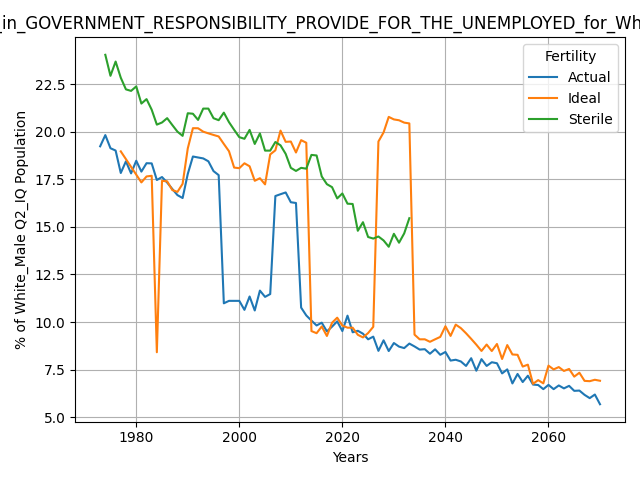 _in_GOVERNMENT_RESPONSIBILITY_PROVIDE_FOR_THE_UNEMPLOYED_for_Wh
Fertility
Actual
Ideal
Sterile
% of White_Male Q2_IQ Population
22.5
20.0
17.5
15.0
12.5
10.0
7.5
5.0
1980
2000
2020
2040
2060
Years